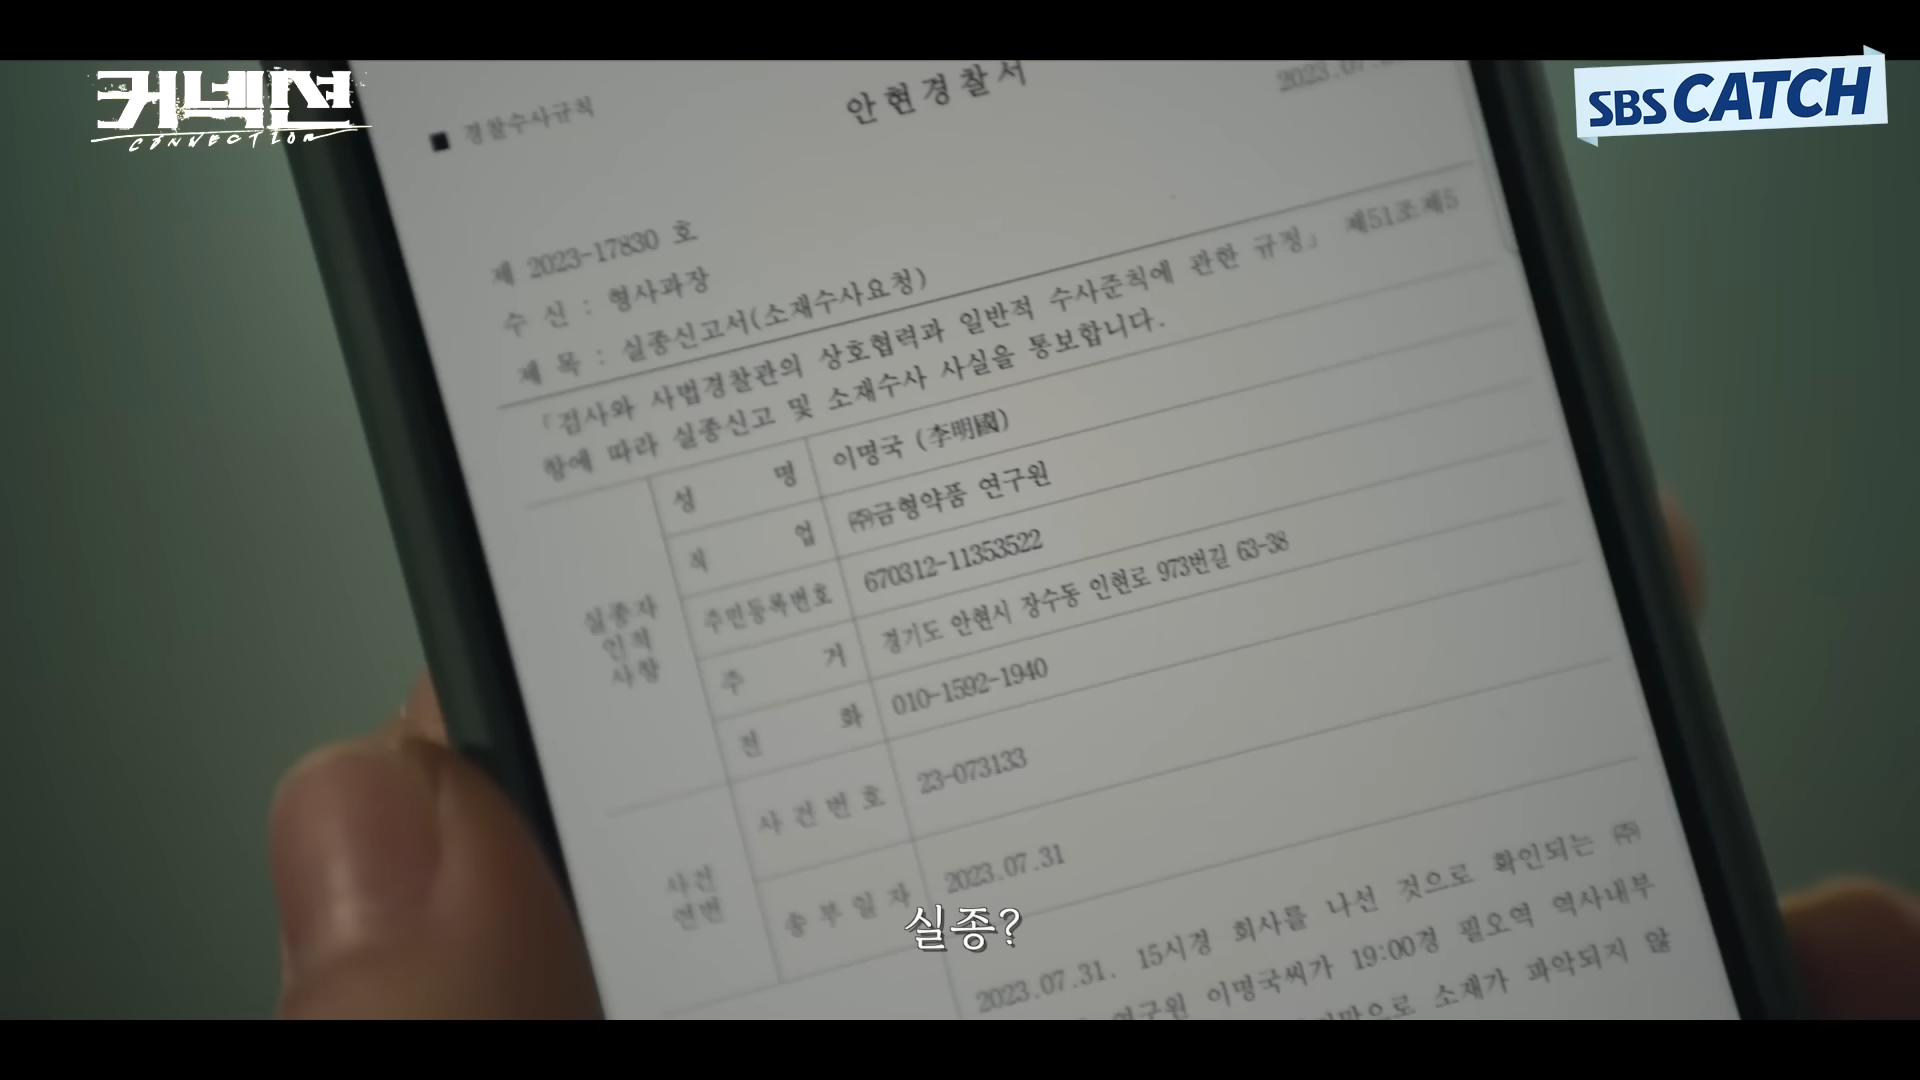 커넥션
CONNECTION
SBS CATCH
■ 경찰수사규칙
안현경찰서
2023.07.
제 2023-17830 호
수 신 : 형사과장
제 목 : 실종신고서(소재수사요청)
「검사와 사법경찰관의 상호협력과 일반적 수사준칙에 관한 규정」 제51조제5
항에 따라 실종신고 및 소재수사 사실을 통보합니다.
실종자
인적
사항
성 명 이명국 (李明國)
직 업 ㈜금형약품 연구원
주민등록번호 670312-11353522
주 거 경기도 안현시 장수동 인현로 973번길 63-38
전 화 010-1592-1940
사건
연번
사 건 번 호 23-073133
송 부 일 자 2023.07.31
2023.07.31. 15시경 회사를 나선 것으로 확인되는 ㈜
연구원 이명국씨가 19:00경 필오역 역사내부
소재가 파악되지 않
실종?